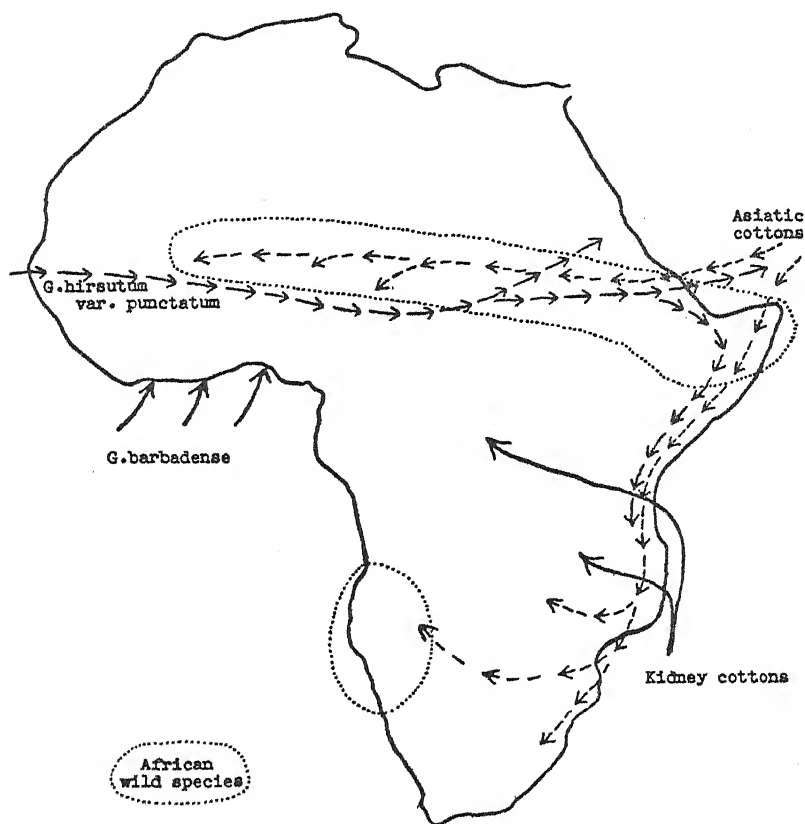 Asiatic
cottons
G.hirsutum
var. punctatum
G.barbadense
Kidney cottons
African
wild species